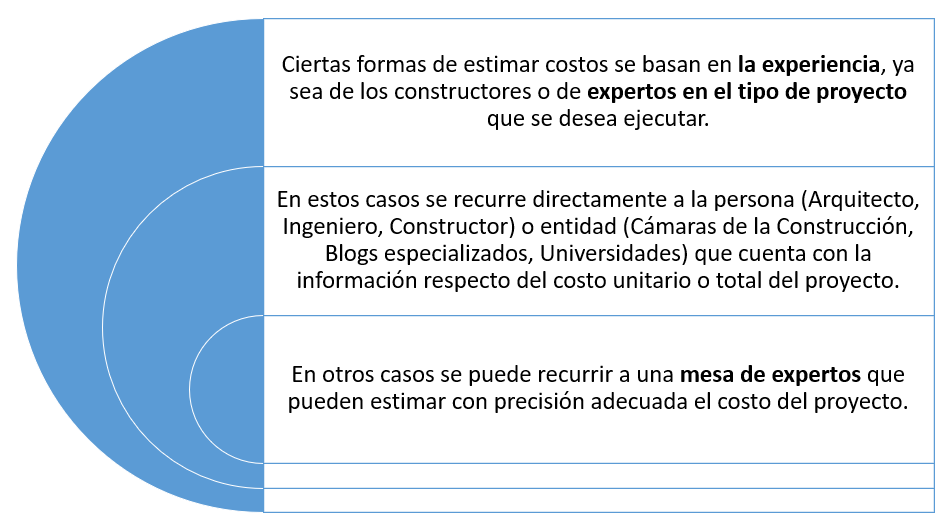 Ciertas formas de estimar costos se basan en la experiencia, ya
sea de los constructores o de expertos en el tipo de proyecto
que se desea ejecutar.
En estos casos se recurre directamente a la persona (Arquitecto,
Ingeniero, Constructor) o entidad (Cámaras de la Construcción,
Blogs especializados, Universidades) que cuenta con la
información respecto del costo unitario o total del proyecto.
En otros casos se puede recurrir a una mesa de expertos que
pueden estimar con precisión adecuada el costo del proyecto.